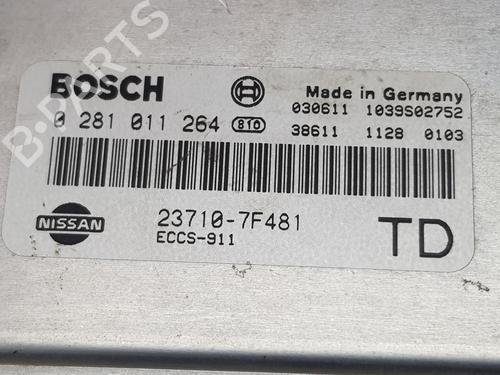 B-PARTS
BOSCH
Made in Germany
030611 1039S02752
0 281 011 264 810
38611 1128 0103
NISSAN
23710-7F481
ECCS-911
TD